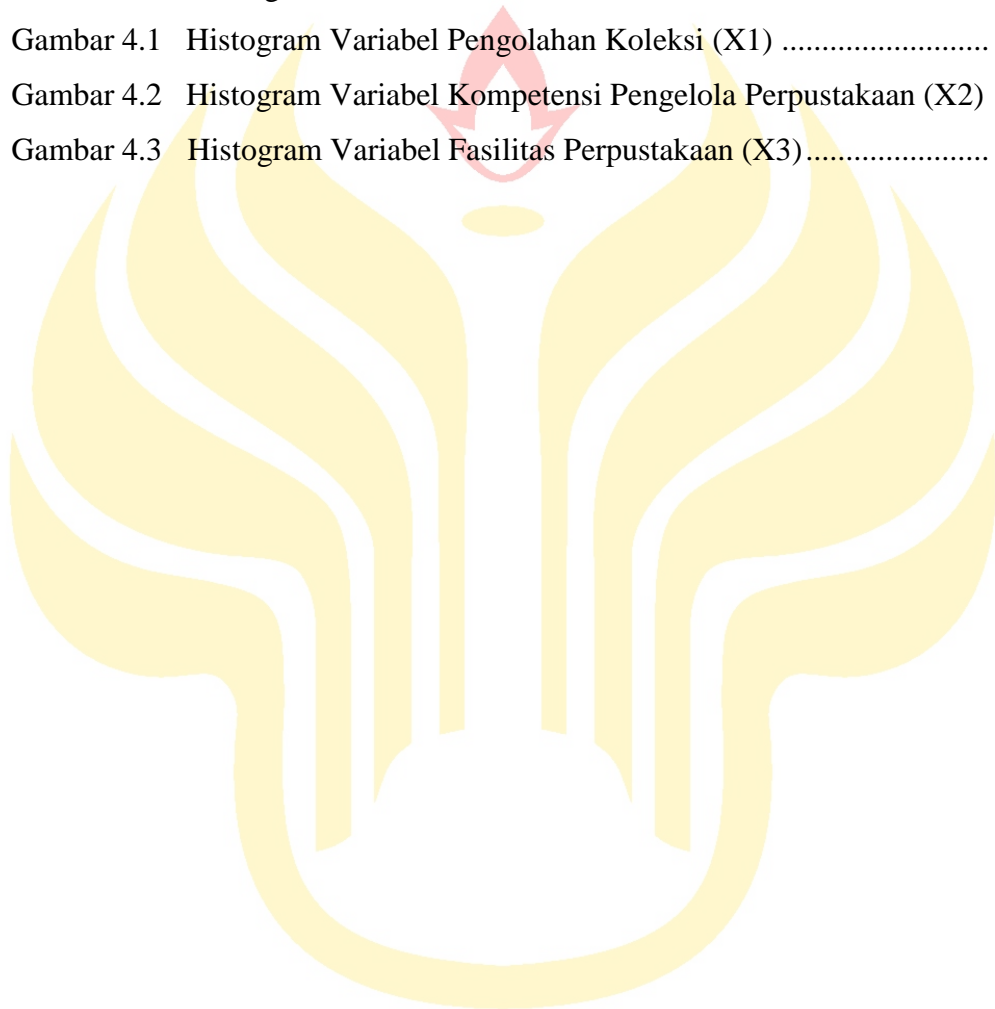 Gambar 4.1 Histogram Variabel Pengolahan Koleksi (X1) ..........................
Gambar 4.2 Histogram Variabel Kompetensi Pengelola Perpustakaan (X2)
Gambar 4.3 Histogram Variabel Fasilitas Perpustakaan (X3).......................